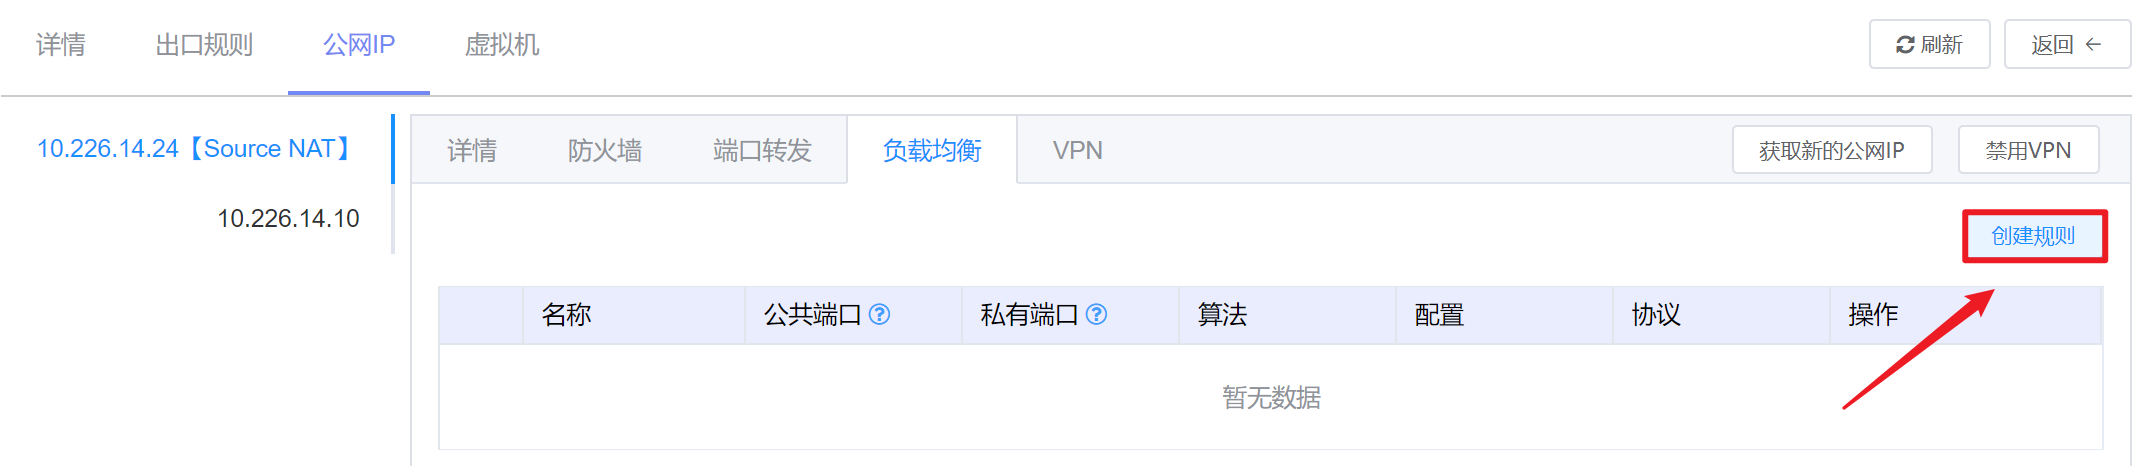 详情 出口规则 公网IP 虚拟机 刷新 返回 ←
10.226.14.24【Source NAT】
10.226.14.10
详情 防火墙 端口转发 负载均衡 VPN 获取新的公网IP 禁用VPN
创建规则
名称 公共端口 ? 私有端口 ? 算法 配置 协议 操作
暂无数据